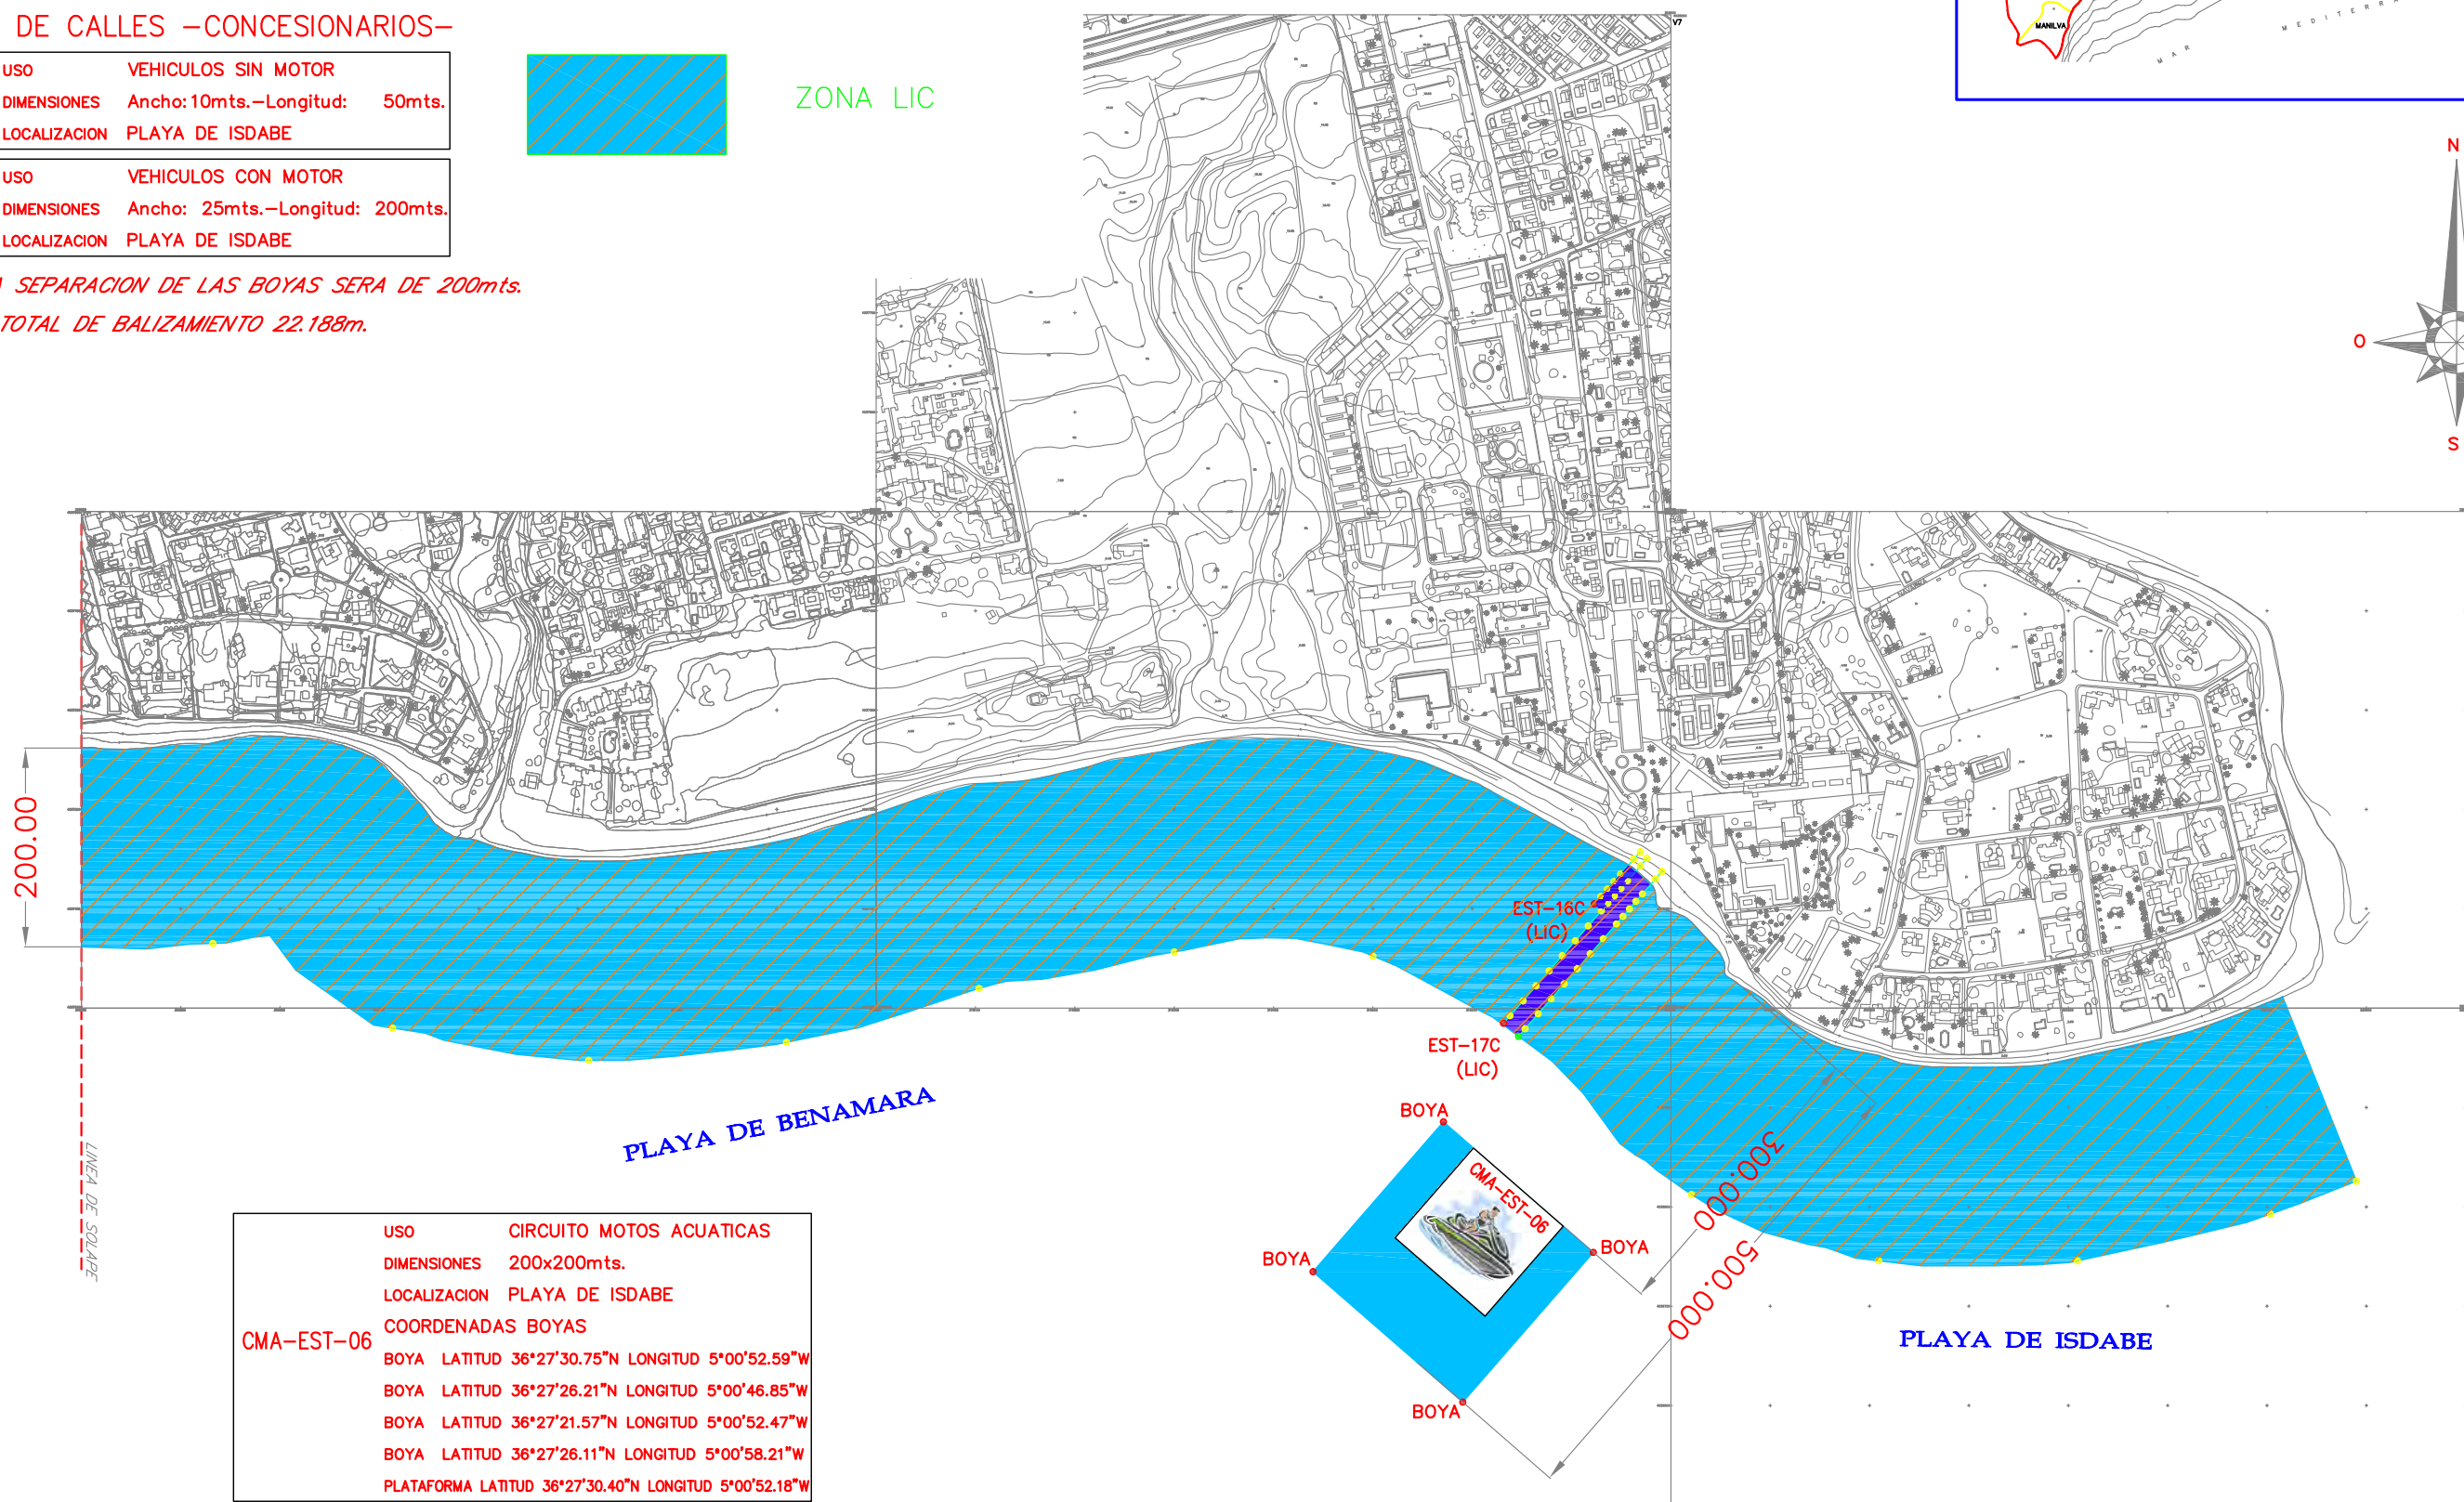 DE CALLES -CONCESIONARIOS-
USO VEHICULOS SIN MOTOR
DIMENSIONES Ancho: 10mts.-Longitud: 50mts.
LOCALIZACION PLAYA DE ISDABE
USO VEHICULOS CON MOTOR
DIMENSIONES Ancho: 25mts.-Longitud: 200mts.
LOCALIZACION PLAYA DE ISDABE
SEPARACION DE LAS BOYAS SERA DE 200mts.
TOTAL DE BALIZAMIENTO 22.188m.
ZONA LIC
V7
MANILVA
MAR
N
O
S
200.00
LINEA DE SOLAPE
EST-16C
(LIC)
EST-17C
(LIC)
PLAYA DE BENAMARA
BOYA
CMA-EST-06
BOYA
BOYA
BOYA
300.000
500.000
PLAYA DE ISDABE
CMA-EST-06
USO CIRCUITO MOTOS ACUATICAS
DIMENSIONES 200x200mts.
LOCALIZACION PLAYA DE ISDABE
COORDENADAS BOYAS
BOYA LATITUD 36°27'30.75"N LONGITUD 5°00'52.59"W
BOYA LATITUD 36°27'26.21"N LONGITUD 5°00'46.85"W
BOYA LATITUD 36°27'21.57"N LONGITUD 5°00'52.47"W
BOYA LATITUD 36°27'26.11"N LONGITUD 5°00'58.21"W
PLATAFORMA LATITUD 36°27'30.40"N LONGITUD 5°00'52.18"W